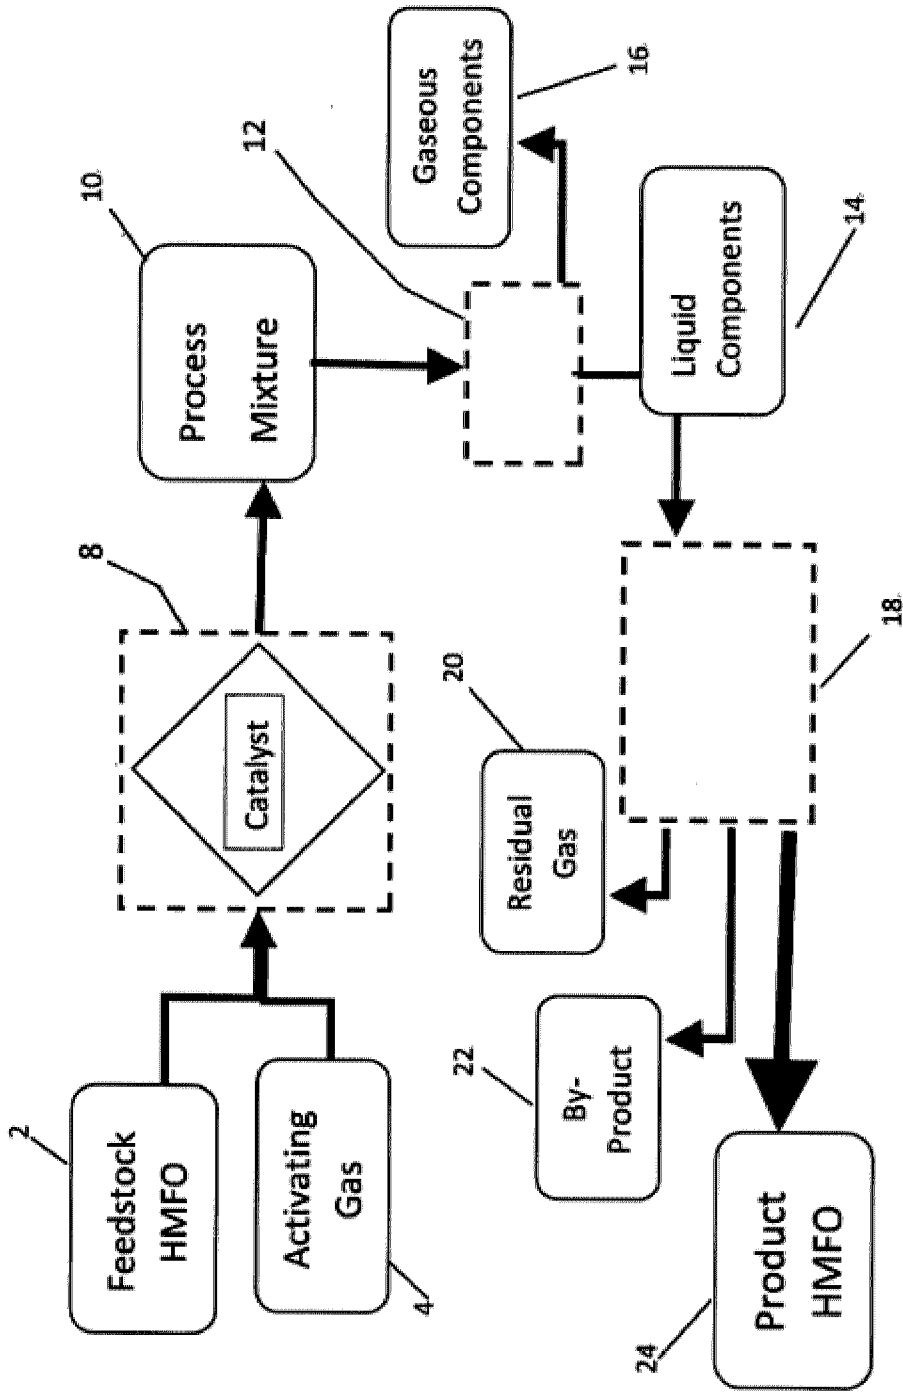 2
Feedstock
HMFO
Activating
Gas
4
8
Catalyst
10
Process
Mixture
12
Gaseous
Components
16
Liquid
Components
14
18
20
Residual
Gas
22
By-
Product
Product
HMFO
24